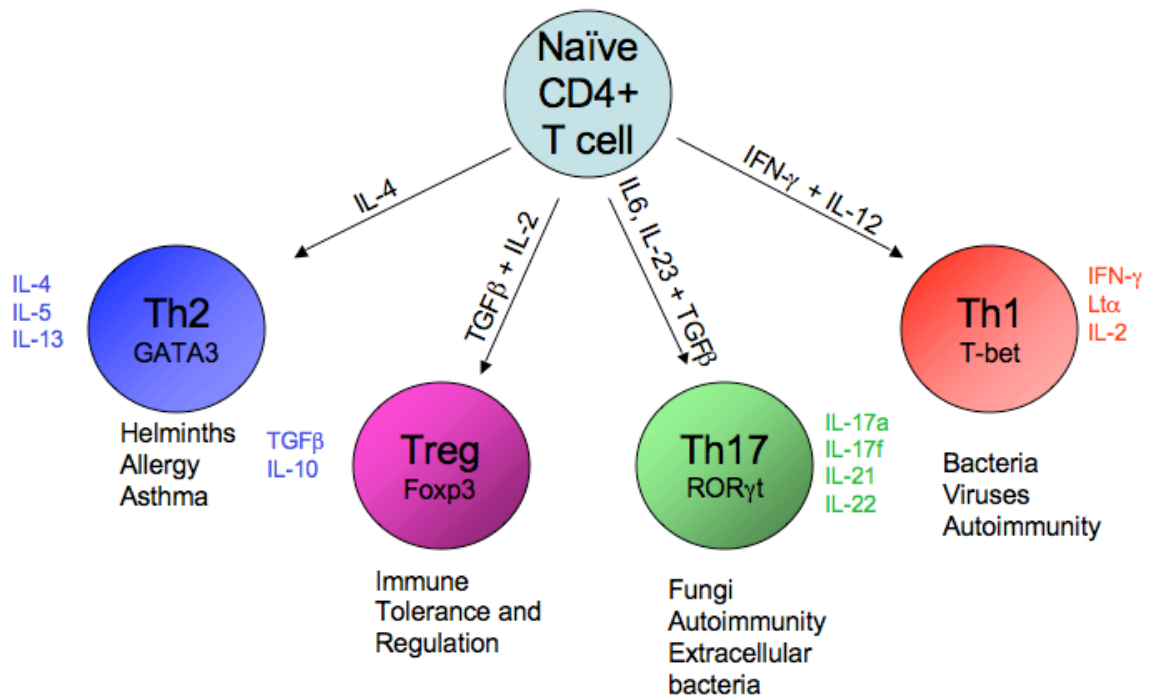 Naïve
CD4+
T cell
IL-4
TGFβ + IL-2
IL6, IL-23 + TGFβ
IFN-γ + IL-12
IL-4
IL-5
IL-13
Th2
GATA3
Helminths
Allergy
Asthma
TGFβ
IL-10
Treg
Foxp3
Immune
Tolerance and
Regulation
Th17
RORγt
IL-17a
IL-17f
IL-21
IL-22
Fungi
Autoimmunity
Extracellular
bacteria
Th1
T-bet
IFN-γ
Ltα
IL-2
Bacteria
Viruses
Autoimmunity